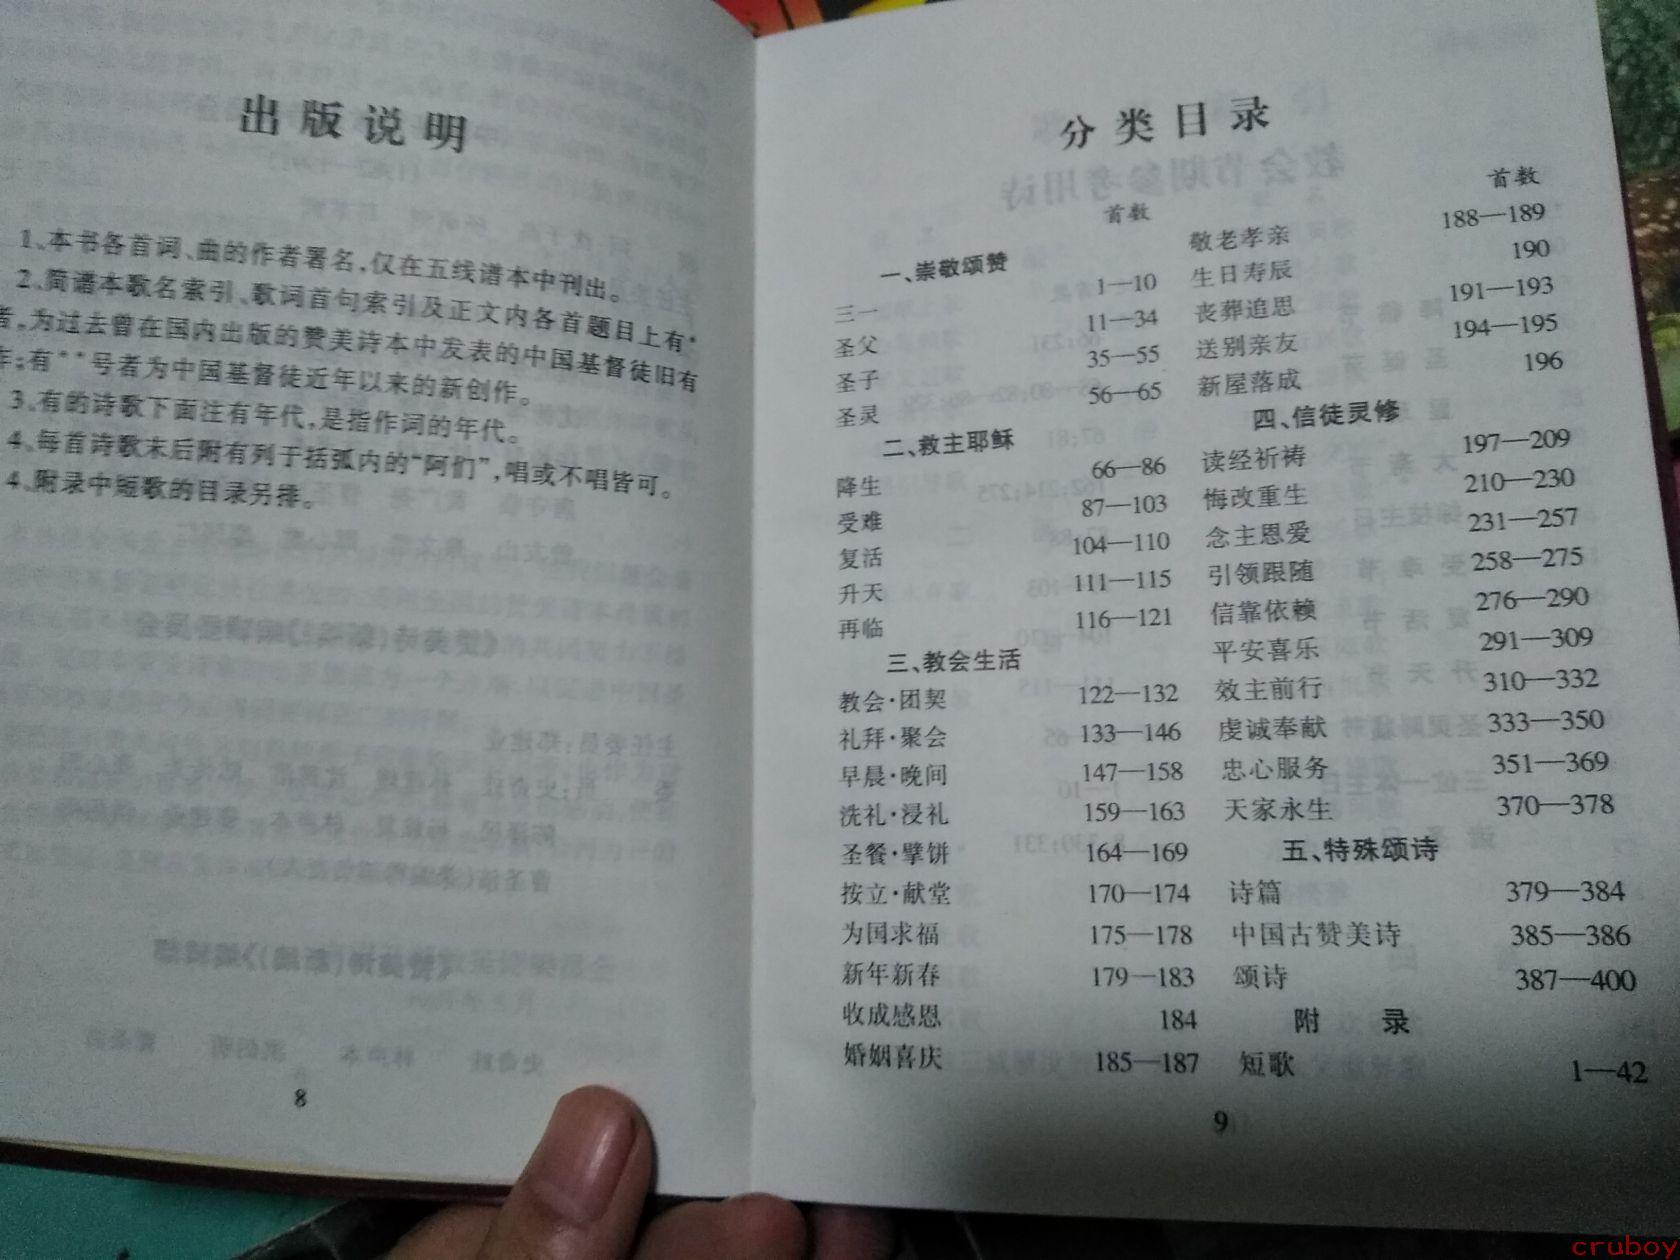 出版说明
1、本书各首词、曲的作者署名,仅在五线谱本中刊出。
2、简谱本歌名索引、歌词首句索引及正文内各首题目上有*
者,为过去曾在国内出版的赞美诗本中发表的中国基督徒旧有
作;有**号者为中国基督徒近年以来的新创作。
3、有的诗歌下面注有年代,是指作词的年代。
4、每首诗歌末后附有列于括弧内的“阿们”,唱或不唱皆可。
4、附录中短歌的目录另排。
8
分类目录
首数
一、崇敬颂赞
三一 1—10
圣父 11—34
圣子 35—55
圣灵 56—65
二、救主耶稣
降生 66—86
受难 87—103
复活 104—110
升天 111—115
再临 116—121
三、教会生活
教会·团契 122—132
礼拜·聚会 133—146
早晨·晚间 147—158
洗礼·浸礼 159—163
圣餐·擘饼 164—169
按立·献堂 170—174
为国求福 175—178
新年新春 179—183
收成感恩 184
婚姻喜庆 185—187
首数
敬老孝亲 188—189
生日寿辰 190
丧葬追思 191—193
送别亲友 194—195
新屋落成 196
四、信徒灵修
读经祈祷 197—209
悔改重生 210—230
念主恩爱 231—257
引领跟随 258—275
信靠依赖 276—290
平安喜乐 291—309
效主前行 310—332
虔诚奉献 333—350
忠心服务 351—369
天家永生 370—378
五、特殊颂诗
诗篇 379—384
中国古赞美诗 385—386
颂诗 387—400
附 录
短歌 1—42
9
cruboy